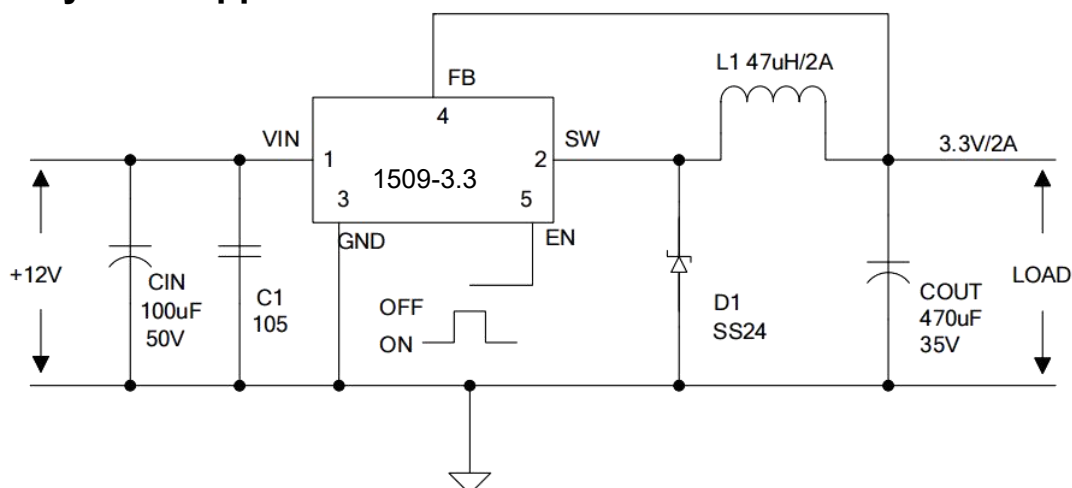 FB
L1 47uH/2A
4
VIN
SW
3.3V/2A
1
2
1509-3.3
3
5
GND
EN
+12V
CIN
100uF
50V
C1
105
OFF
ON
D1
SS24
COUT
470uF
35V
LOAD